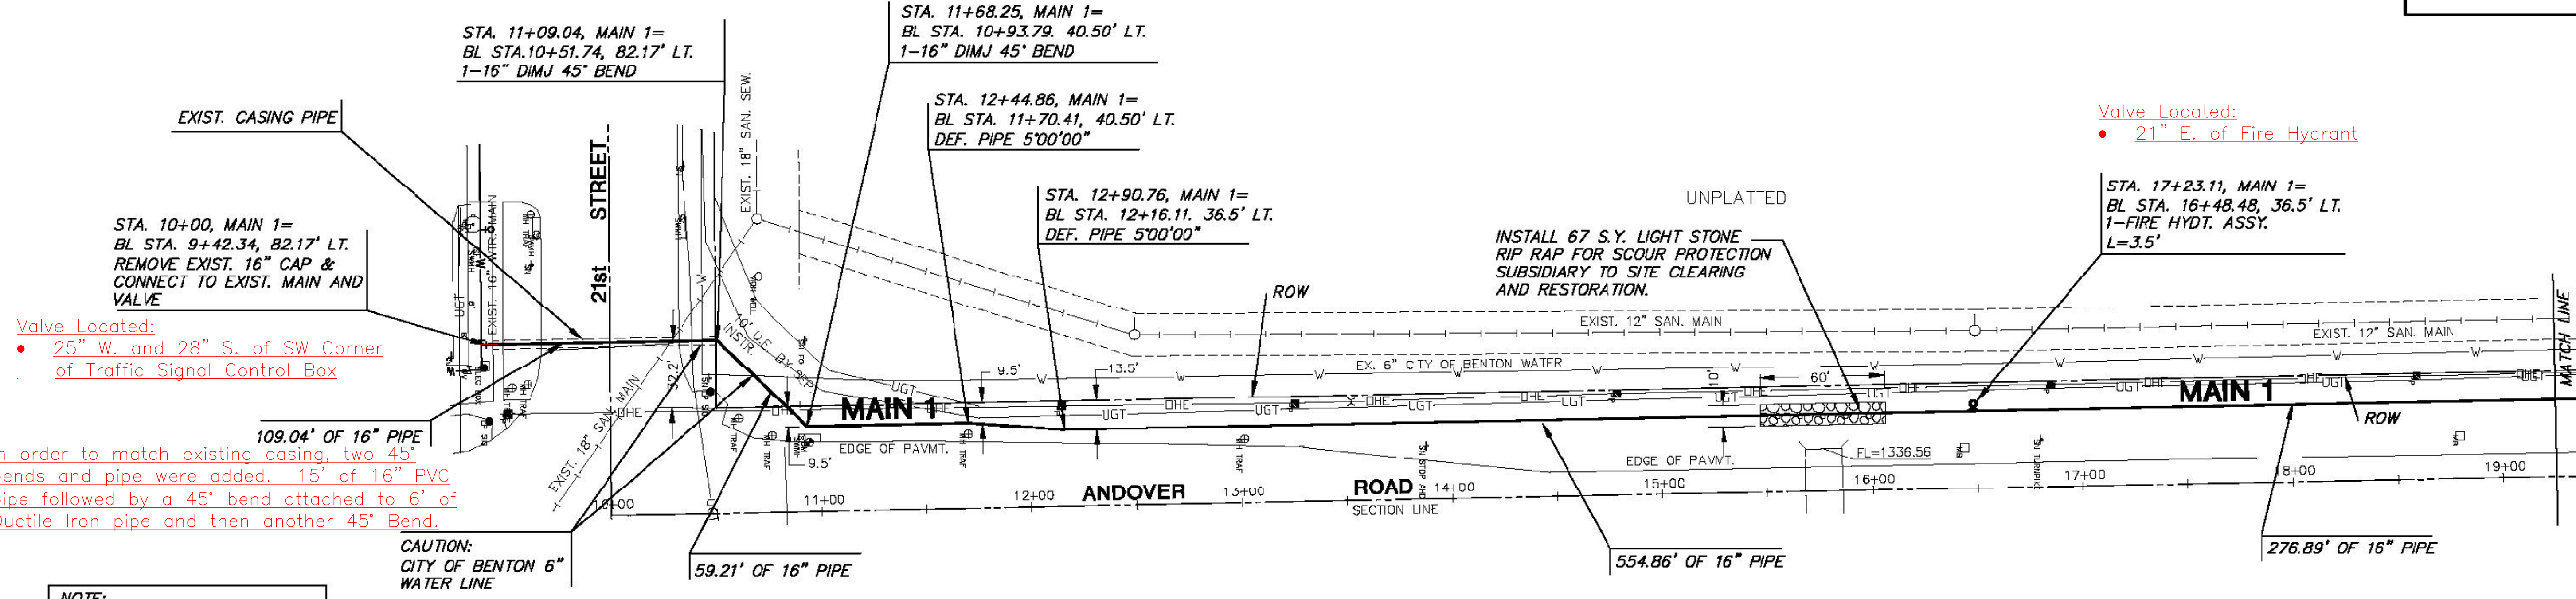 STA. 11+09.04, MAIN 1=
BL STA.10+51.74, 82.17' LT.
1-16" DIMJ 45° BEND
STA. 11+68.25, MAIN 1=
BL STA. 10+93.79. 40.50' LT.
1-16" DIMJ 45° BEND
EXIST. CASING PIPE
STA. 12+44.86, MAIN 1=
BL STA. 11+70.41, 40.50' LT.
DEF. PIPE 5°00'00"
STA. 12+90.76, MAIN 1=
BL STA. 12+16.11. 36.5' LT.
DEF. PIPE 5°00'00"
Valve Located:
• 21" E. of Fire Hydrant
STA. 17+23.11, MAIN 1=
BL STA. 16+48.48, 36.5' LT.
1-FIRE HYDT. ASSY.
L=3.5'
UNPLATTED
INSTALL 67 S.Y. LIGHT STONE
RIP RAP FOR SCOUR PROTECTION
SUBSIDIARY TO SITE CLEARING
AND RESTORATION.
STA. 10+00, MAIN 1=
BL STA. 9+42.34, 82.17' LT.
REMOVE EXIST. 16" CAP &
CONNECT TO EXIST. MAIN AND
VALVE
Valve Located:
• 25" W. and 28" S. of SW Corner
of Traffic Signal Control Box
EXIST. 16" WTR. MAIN
UGT
21st STREET
EXIST. 18" SAN. SEW.
10' U.E. BY SEP.
INSTR.
32.2'
EXIST. 18" SAN. MAIN
ROW
EXIST. 12" SAN. MAIN
EXIST. 12" SAN. MAIN
EX. 6" CITY OF BENTON WATER
MATCH LINE
9.5'
13.5'
10'
60'
UGT
OHE
MAIN 1
MAIN 1
ROW
109.04' OF 16" PIPE
9.5'
EDGE OF PAVMT.
EDGE OF PAVMT.
FL=1336.56
n order to match existing casing, two 45°
bends and pipe were added. 15' of 16" PVC
pipe followed by a 45° bend attached to 6' of
Ductile Iron pipe and then another 45° Bend.
11+00
12+00
ANDOVER
13+00
ROAD
14+00
15+00
16+00
17+00
18+00
19+00
SECTION LINE
CAUTION:
CITY OF BENTON 6"
WATER LINE
59.21' OF 16" PIPE
554.86' OF 16" PIPE
276.89' OF 16" PIPE
NOTE: